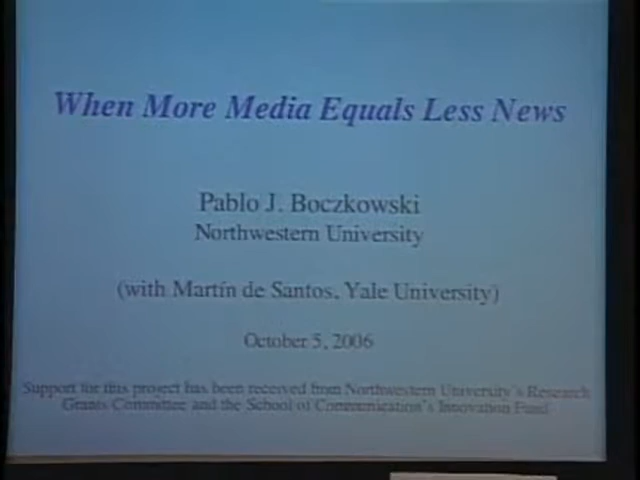 When More Media Equals Less News
Pablo J. Boczkowski
Northwestern University
(with Martín de Santos, Yale University)
October 5, 2006
Support for this project has been received from Northwestern University's Research
Grants Committee and the School of Communication's Innovation Fund